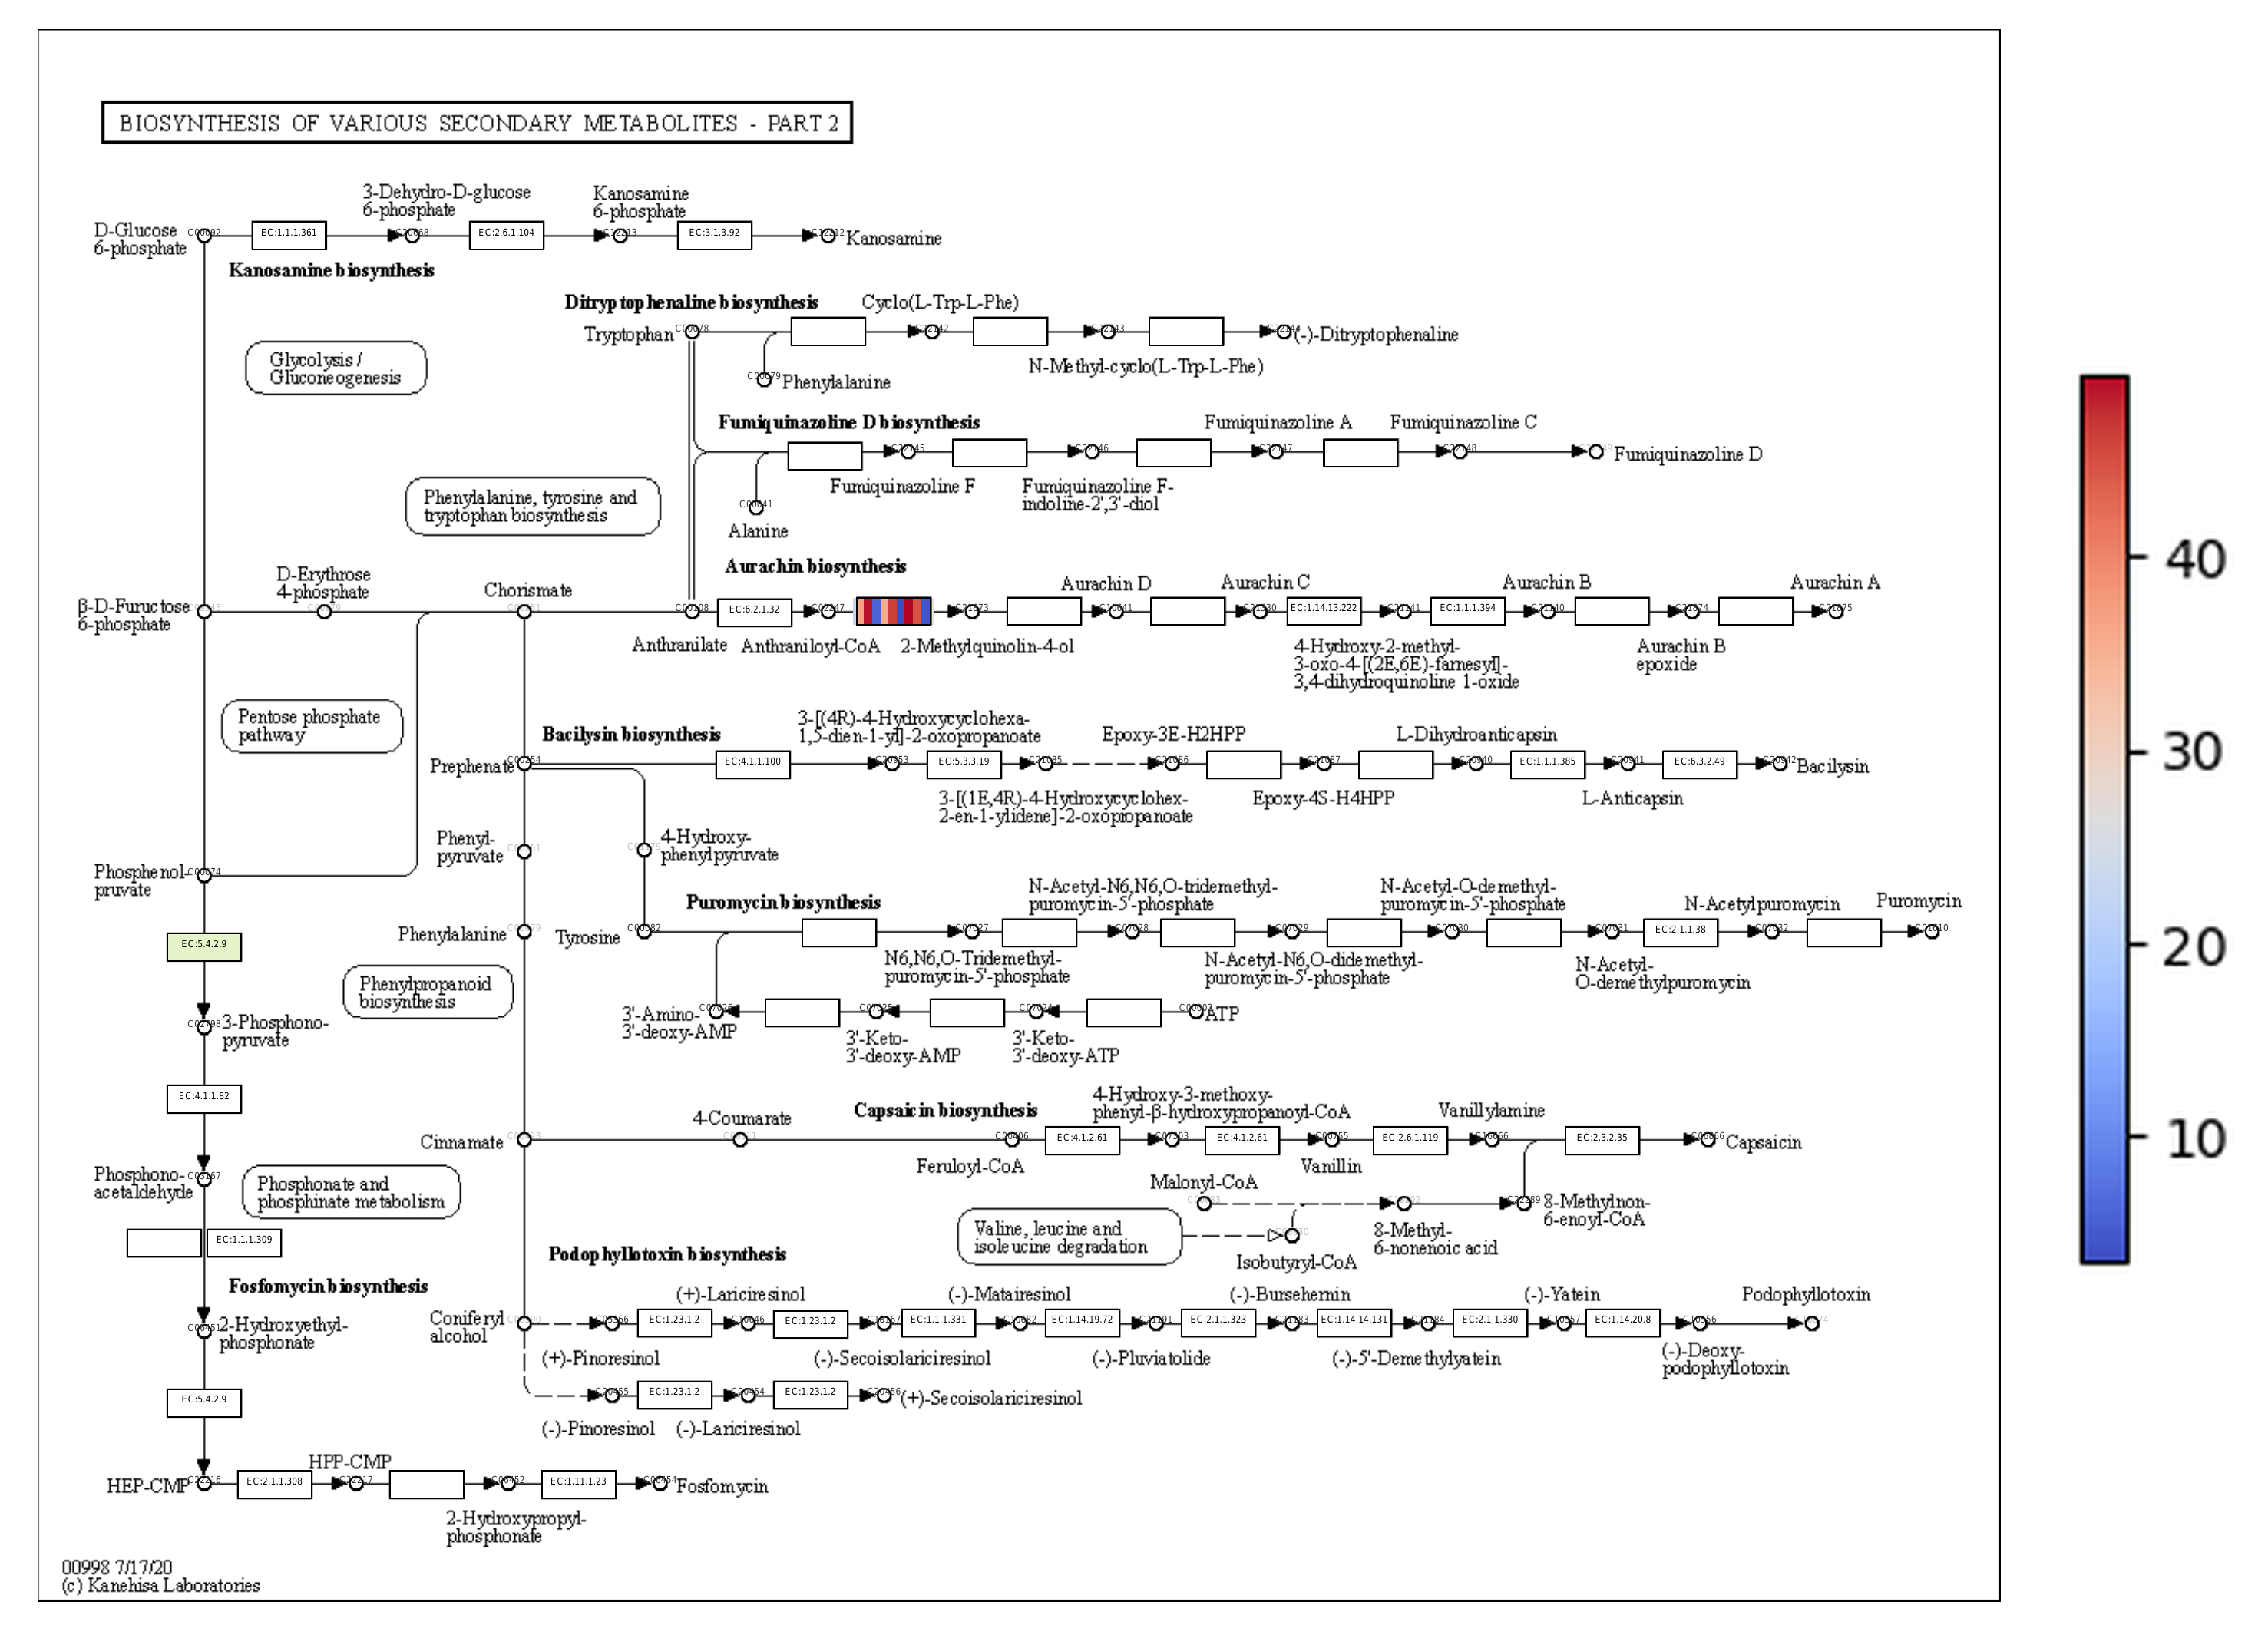 BIOSYNTHESIS OF VARIOUS SECONDARY METABOLITES - PART 2
3-Dehydro-D-glucose
6-phosphate
Kanosamine
6-phosphate
D-Glucose
6-phosphate
EC:1.1.1.361
EC:2.6.1.104
EC:3.1.3.92
Kanosamine
Kanosamine biosynthesis
Ditryptophenaline biosynthesis
Cyclo(L-Trp-L-Phe)
Tryptophan
(-)-Ditryptophenaline
Glycolysis /
Gluconeogenesis
N-Methyl-cyclo(L-Trp-L-Phe)
Phenylalanine
Fumiquinazoline D biosynthesis
Fumiquinazoline A
Fumiquinazoline C
Fumiquinazoline D
Fumiquinazoline F
Fumiquinazoline F-
indoline-2',3'-diol
Phenylalanine, tyrosine and
tryptophan biosynthesis
Alanine
Aurachin biosynthesis
D-Erythrose
4-phosphate
Chorismate
Aurachin D
Aurachin C
Aurachin B
Aurachin A
β-D-Fuructose
6-phosphate
EC:6.2.1.32
EC:1.14.13.222
EC:1.1.1.394
Anthranilate
Anthraniloyl-CoA
2-Methylquinolin-4-ol
4-Hydroxy-2-methyl-
3-oxo-4-[(2E,6E)-farnesyl]-
3,4-dihydroquinoline 1-oxide
Aurachin B
epoxide
Pentose phosphate
pathway
Bacilysin biosynthesis
3-[(4R)-4-Hydroxycyclohexa-
1,5-dien-1-yl]-2-oxopropanoate
Epoxy-3E-H2HPP
L-Dihydroanticapsin
Prephenate
EC:4.1.1.100
EC:5.3.3.19
EC:1.1.1.385
EC:6.3.2.49
Bacilysin
3-[(1E,4R)-4-Hydroxycyclohex-
2-en-1-ylidene]-2-oxopropanoate
Epoxy-4S-H4HPP
L-Anticapsin
Phenyl-
pyruvate
4-Hydroxy-
phenylpyruvate
Phosphenol-
pruvate
Puromycin biosynthesis
N-Acetyl-N6,N6,O-tridemethyl-
puromycin-5'-phosphate
N-Acetyl-O-demethyl-
puromycin-5'-phosphate
N-Acetylpuromycin
Puromycin
EC:5.4.2.9
Phenylalanine
Tyrosine
EC:2.1.1.38
N6,N6,O-Tridemethyl-
puromycin-5'-phosphate
N-Acetyl-N6,O-didemethyl-
puromycin-5'-phosphate
N-Acetyl-
O-demethylpuromycin
Phenylpropanoid
biosynthesis
3-Phosphono-
pyruvate
3'-Amino-
3'-deoxy-AMP
3'-Keto-
3'-deoxy-AMP
3'-Keto-
3'-deoxy-ATP
ATP
EC:4.1.1.82
4-Coumarate
Capsaicin biosynthesis
4-Hydroxy-3-methoxy-
phenyl-β-hydroxypropanoyl-CoA
Vanillylamine
Cinnamate
EC:4.1.2.61
EC:4.1.2.61
EC:2.6.1.119
EC:2.3.2.35
Capsaicin
Feruloyl-CoA
Vanillin
Phosphono-
acetaldehyde
Phosphonate and
phosphinate metabolism
Malonyl-CoA
8-Methylnon-
6-enoyl-CoA
Valine, leucine and
isoleucine degradation
8-Methyl-
6-nonenoic acid
Isobutyryl-CoA
EC:1.1.1.309
Podophyllotoxin biosynthesis
Fosfomycin biosynthesis
(+)-Lariciresinol
(-)-Matairesinol
(-)-Bursehernin
(-)-Yatein
Podophyllotoxin
2-Hydroxyethyl-
phosphonate
Coniferyl
alcohol
EC:1.23.1.2
EC:1.23.1.2
EC:1.1.1.331
EC:1.14.19.72
EC:2.1.1.323
EC:1.14.14.131
EC:2.1.1.330
EC:1.14.20.8
(+)-Pinoresinol
(-)-Secoisolariciresinol
(-)-Pluviatolide
(-)-5'-Demethylyatein
(-)-Deoxy-
podophyllotoxin
EC:5.4.2.9
EC:1.23.1.2
EC:1.23.1.2
(+)-Secoisolariciresinol
(-)-Pinoresinol
(-)-Lariciresinol
HPP-CMP
HEP-CMP
EC:2.1.1.308
EC:1.11.1.23
Fosfomycin
2-Hydroxypropyl-
phosphonate
00998 7/17/20
(c) Kanehisa Laboratories
40
30
20
10